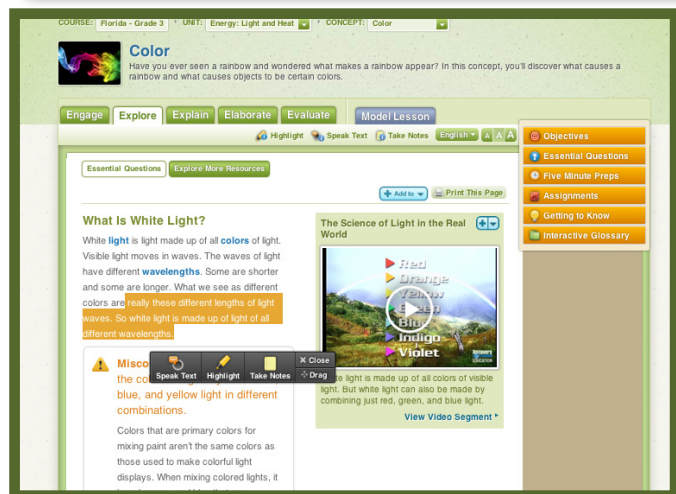 COURSE: Florida - Grade 3 UNIT: Energy: Light and Heat CONCEPT: Color
Color
Have you ever seen a rainbow and wondered what makes a rainbow appear? In this concept, you'll discover what causes a
rainbow and what causes objects to be certain colors.
Engage Explore Explain Elaborate Evaluate Model Lesson
Highlight Speak Text Take Notes English A A A
Essential Questions Explore More Resources
Add to Print This Page
What Is White Light?
White light is light made up of all colors of light.
Visible light moves in waves. The waves of light
have different wavelengths. Some are shorter
and some are longer. What we see as different
colors are really these different lengths of light
waves. So white light is made up of light of all
different wavelengths.
Speak Text Highlight Take Notes
Close
Drag
the
blue, and yellow light in different
combinations.
Colors that are primary colors for
mixing paint aren't the same colors as
those used to make colorful light
displays. When mixing colored lights, it
The Science of Light in the Real
World
Red
Orange
Yellow
Green
Blue
Indigo
Violet
Discovery
EDUCATION
light is made up of all colors of visible
light. But white light can also be made by
combining just red, green, and blue light.
View Video Segment
Objectives
Essential Questions
Five Minute Preps
Assignments
Getting to Know
Interactive Glossary